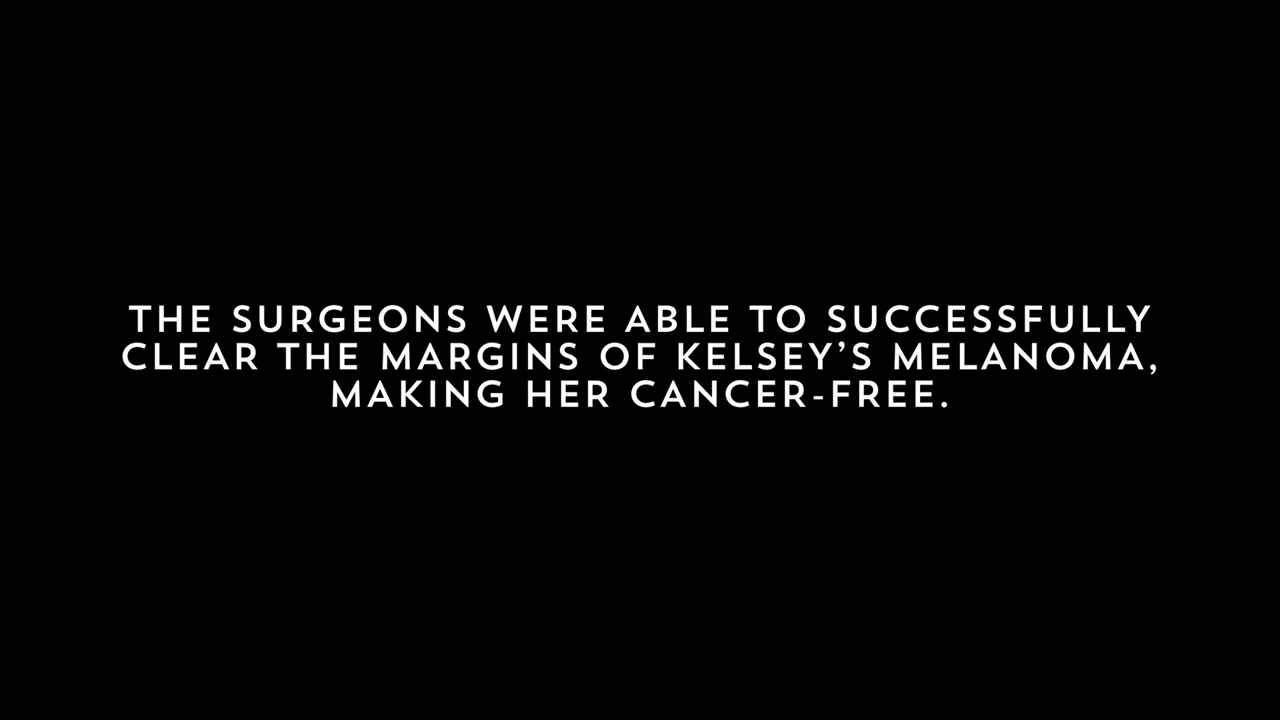 THE SURGEONS WERE ABLE TO SUCCESSFULLY
CLEAR THE MARGINS OF KELSEY’S MELANOMA,
MAKING HER CANCER-FREE.